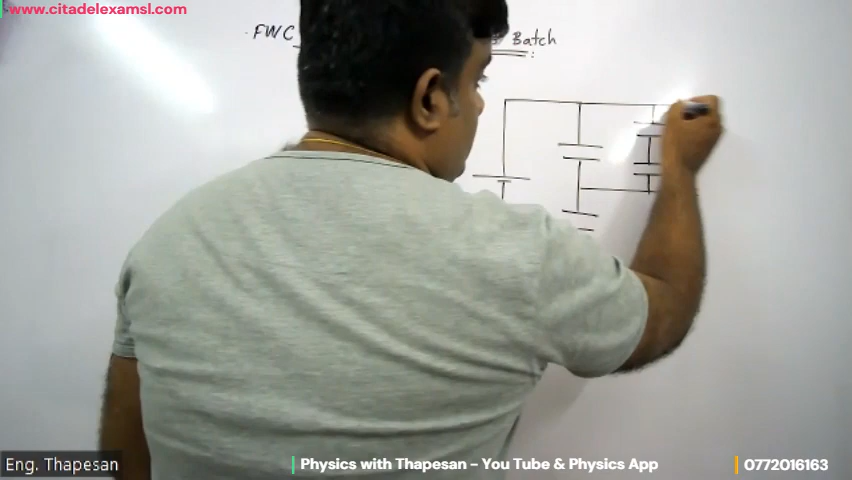 www.citadelexamsl.com
FWC Batch
Eng. Thapesan
Physics with Thapesan – You Tube & Physics App
0772016163